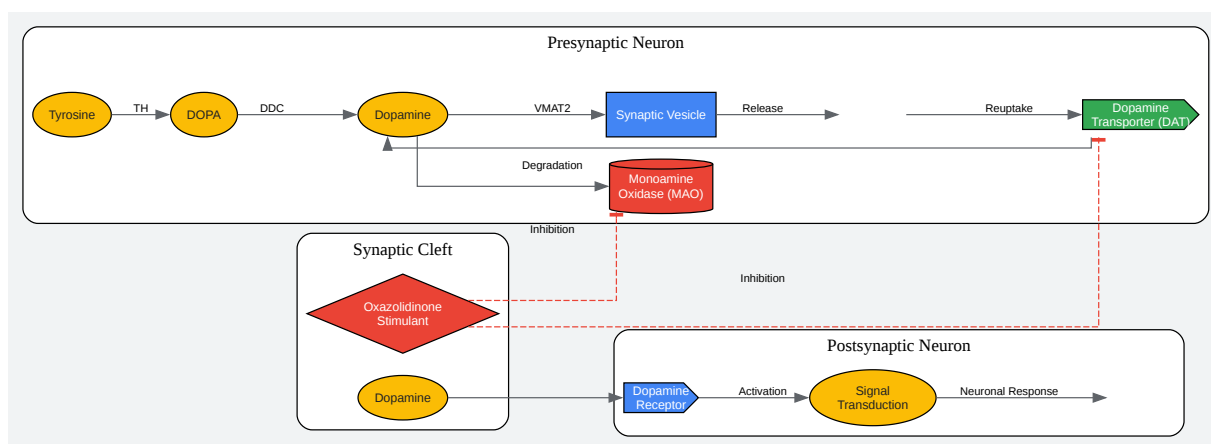 Presynaptic Neuron
Tyrosine
TH
DOPA
DDC
Dopamine
VMAT2
Synaptic Vesicle
Release
Reuptake
Dopamine
Transporter (DAT)
Degradation
Monoamine
Oxidase (MAO)
Inhibition
Synaptic Cleft
Inhibition
Oxazolidinone
Stimulant
Postsynaptic Neuron
Dopamine
Dopamine
Receptor
Activation
Signal
Transduction
Neuronal Response